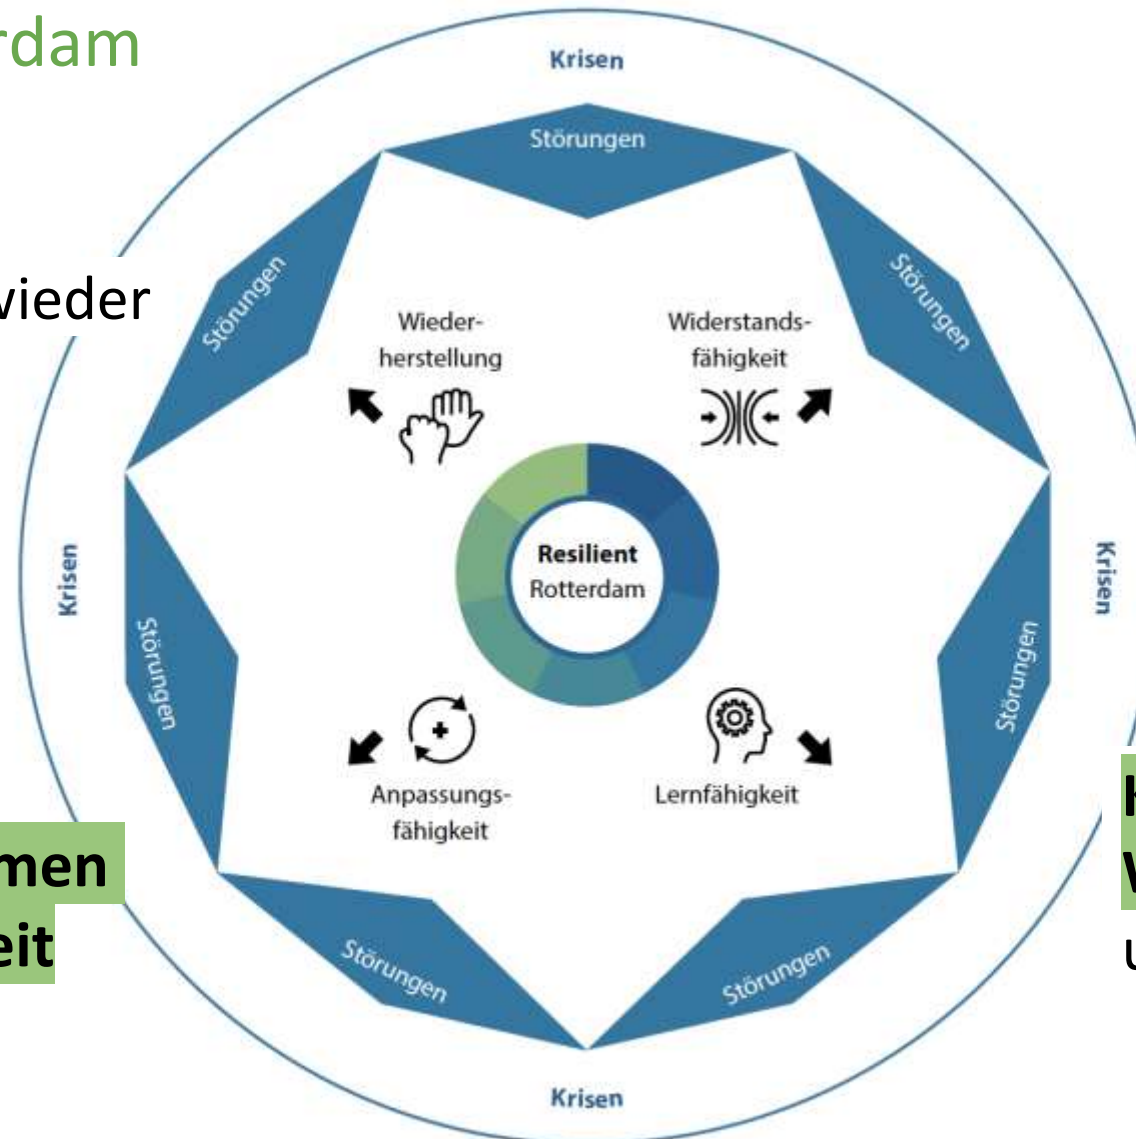 rdam
Krisen
Störungen
Störungen
Störungen
wieder
Wieder-
herstellung
Widerstands-
fähigkeit
Resilient
Rotterdam
Krisen
Krisen
Störungen
Störungen
Anpassungs-
fähigkeit
Lernfähigkeit
men
eit
u
Störungen
Störungen
Krisen